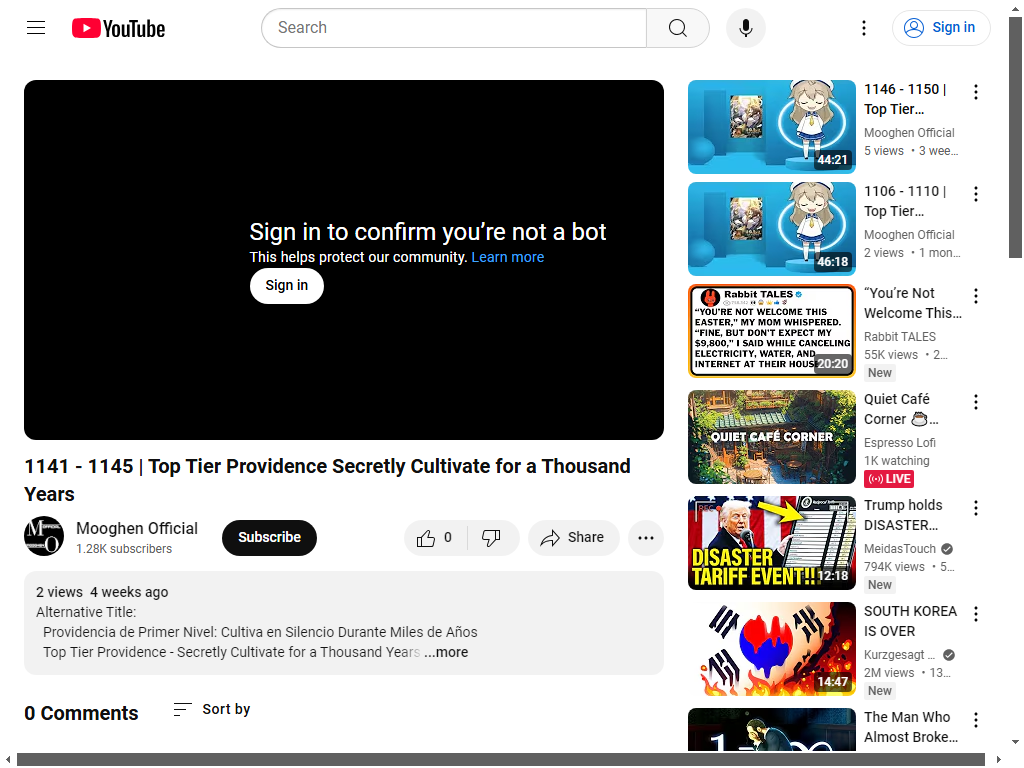 YouTube
Search
Sign in
Sign in to confirm you're not a bot
This helps protect our community. Learn more
Sign in
1141 - 1145 | Top Tier Providence Secretly Cultivate for a Thousand
Years
Mooghen Official
1.28K subscribers
Subscribe
0
Share
2 views 4 weeks ago
Alternative Title:
Providencia de Primer Nivel: Cultiva en Silencio Durante Miles de Años
Top Tier Providence - Secretly Cultivate for a Thousand Years ...more
0 Comments
Sort by
44:21
1146 - 1150 |
Top Tier…
Mooghen Official
5 views • 3 wee…
46:18
1106 - 1110 |
Top Tier…
Mooghen Official
2 views • 1 mon…
Rabbit TALES
"YOU'RE NOT WELCOME THIS
EASTER," MY MOM WHISPERED.
"FINE, BUT DON'T EXPECT MY
$9,800," I SAID WHILE CANCELING
ELECTRICITY, WATER, AND
INTERNET AT THEIR HOUS
20:20
“You're Not
Welcome This…
Rabbit TALES
55K views • 2…
New
QUIET CAFÉ CORNER
Quiet Café
Corner ☕…
Espresso Lofi
1K watching
LIVE
DISASTER
TARIFF EVENT!!
12:18
Trump holds
DISASTER…
MeidasTouch
794K views • 5…
New
14:47
SOUTH KOREA
IS OVER
Kurzgesagt …
2M views • 13…
New
The Man Who
Almost Broke…